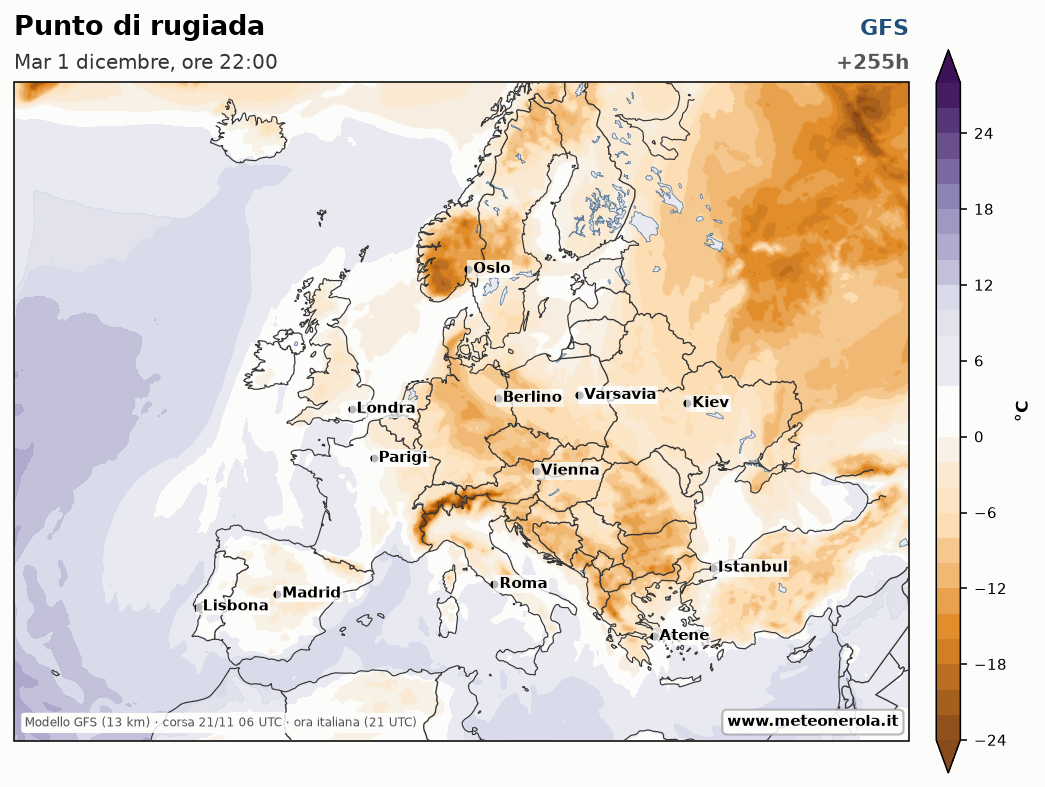 Punto di rugiada
GFS
Mar 1 dicembre, ore 22:00
+255h
24
18
12
6
0
−6
−12
−18
−24
°C
Oslo
Berlino
Varsavia
Kiev
Londra
Parigi
Vienna
Istanbul
Roma
Madrid
Lisbona
Atene
Modello GFS (13 km) · corsa 21/11 06 UTC · ora italiana (21 UTC)
www.meteonerola.it